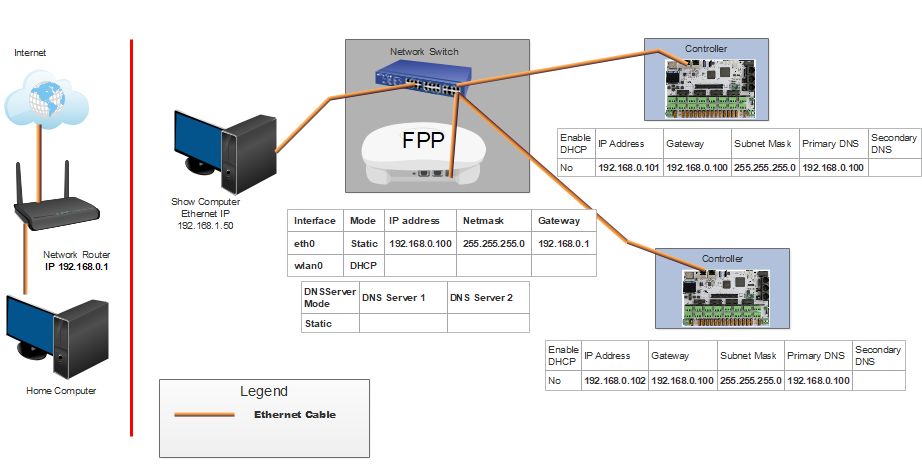 Internet
Network Router
IP 192.168.0.1
Home Computer
Show Computer
Ethernet IP
192.168.1.50
Network Switch
FPP
Interface Mode IP address Netmask Gateway
eth0 Static 192.168.0.100 255.255.255.0 192.168.0.1
wlan0 DHCP
DNSServer
Mode DNS Server 1 DNS Server 2
Static
Controller
Enable
DHCP IP Address Gateway Subnet Mask Primary DNS Secondary
DNS
No 192.168.0.101 192.168.0.100 255.255.255.0 192.168.0.100
Controller
Enable
DHCP IP Address Gateway Subnet Mask Primary DNS Secondary
DNS
No 192.168.0.102 192.168.0.100 255.255.255.0 192.168.0.100
Legend
Ethernet Cable